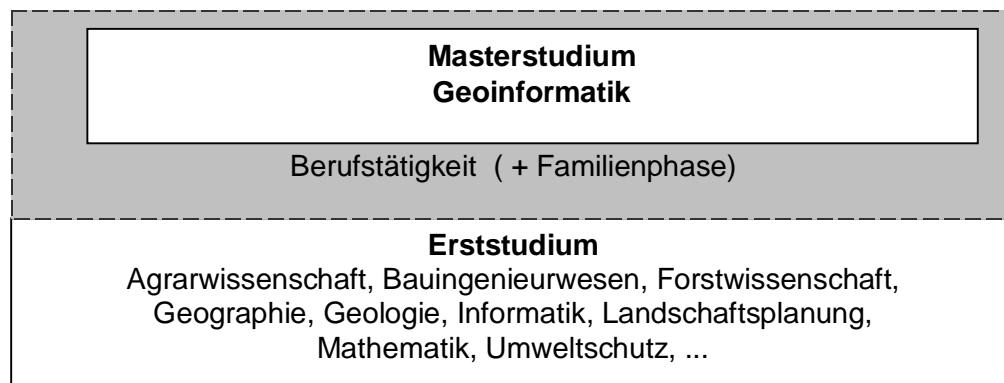 Masterstudium
Geoinformatik
Berufstätigkeit ( + Familienphase)
Erststudium
Agrarwissenschaft, Bauingenieurwesen, Forstwissenschaft,
Geographie, Geologie, Informatik, Landschaftsplanung,
Mathematik, Umweltschutz, ...